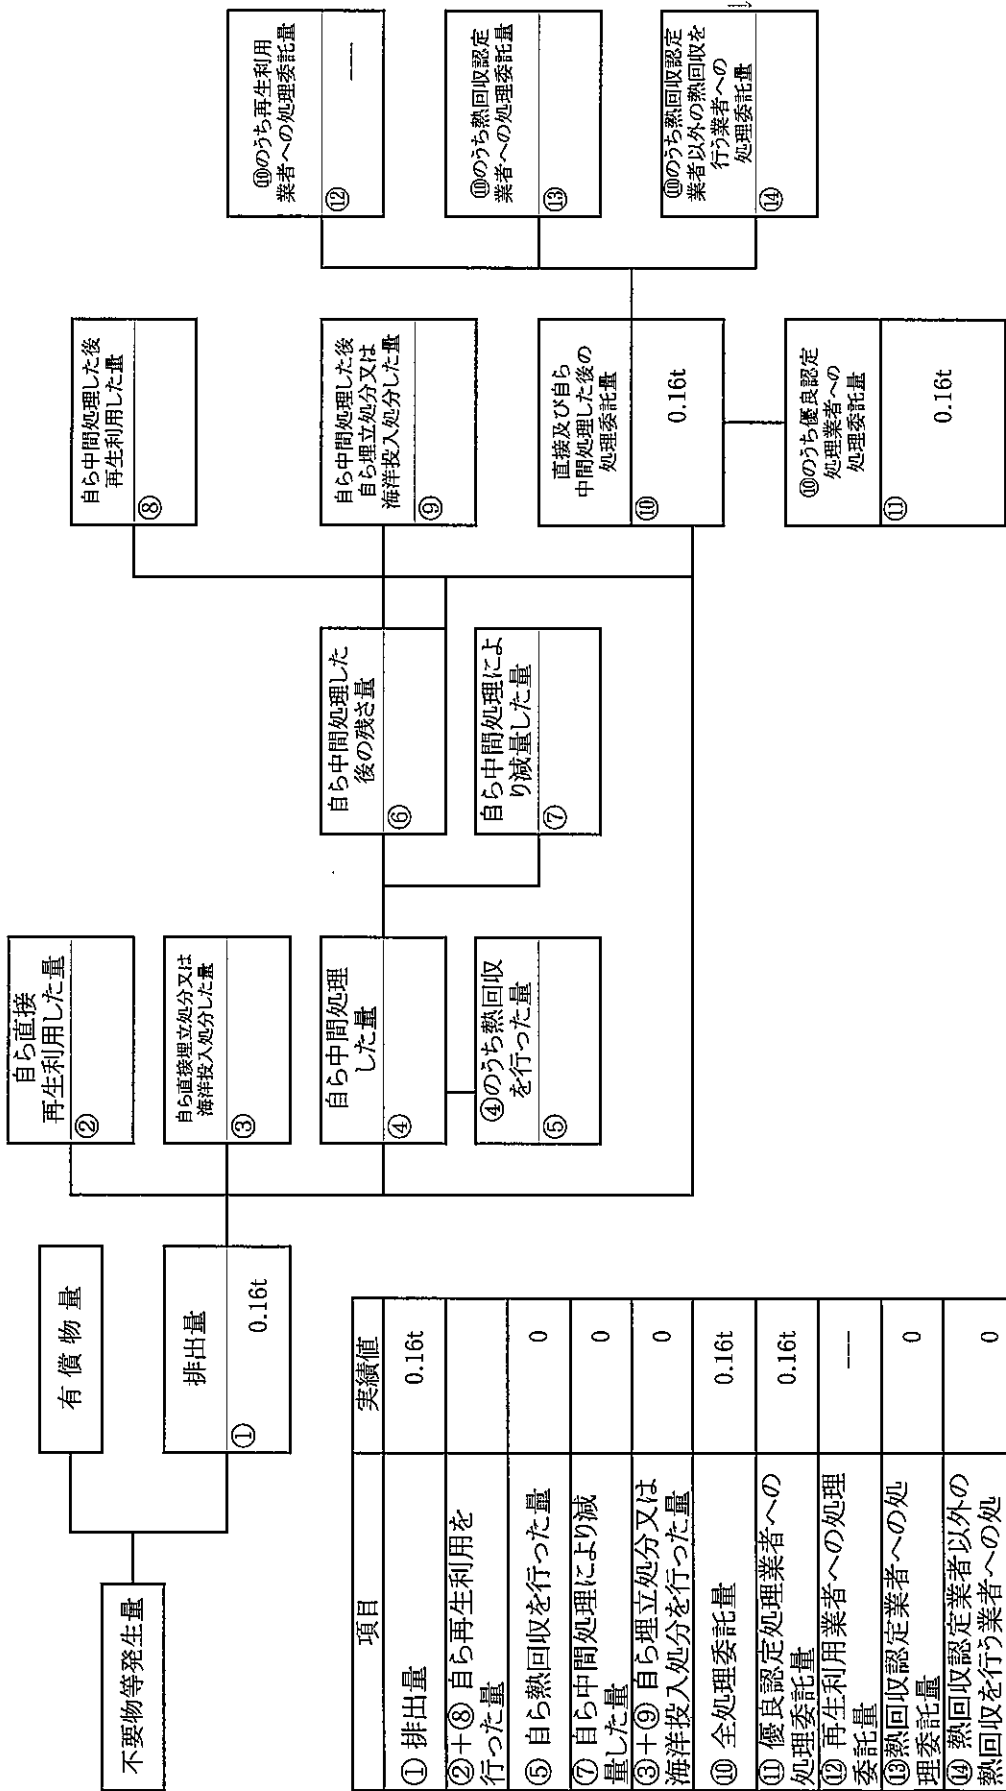 不要物等発生量
有償物量
排出量
①
0.16t
自ら直接
再生利用した量
②
自ら直接埋立処分又は
海洋投入処分した量
③
自ら中間処理
した量
④
④のうち熱回収
を行った量
⑤
自ら中間処理した
後の残さ量
⑥
自ら中間処理によ
り減量した量
⑦
自ら中間処理した後
再生利用した量
⑧
自ら中間処理した後
自ら埋立処分又は
海洋投入処分した量
⑨
直接及び自ら
中間処理した後の
処理委託量
⑩
0.16t
⑩のうち優良認定
処理業者への
処理委託量
⑪
0.16t
⑩のうち再生利用
業者への処理委託量
⑫
―
⑩のうち熱回収認定
業者への処理委託量
⑬
⑩のうち熱回収認定
業者以外の熱回収を
行う業者への
処理委託量
⑭
項目 実績値
① 排出量 0.16t
②+⑧ 自ら再生利用を
行った量
⑤ 自ら熱回収を行った量 0
⑦ 自ら中間処理により減
量した量 0
③+⑨ 自ら埋立処分又は
海洋投入処分を行った量 0
⑩ 全処理委託量 0.16t
⑪ 優良認定処理業者への
処理委託量 0.16t
⑫ 再生利用業者への処理
委託量 ―
⑬熱回収認定業者への処
理委託量 0
⑭ 熱回収認定業者以外の
熱回収を行う業者への処 0